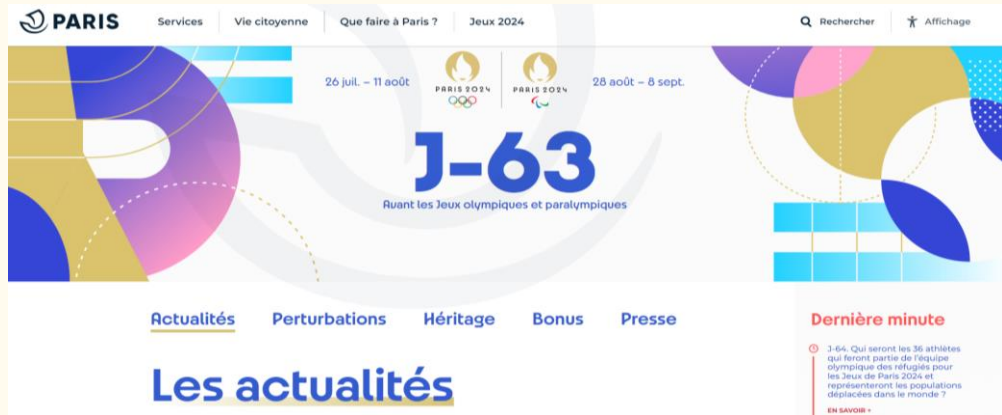 PARIS
Services
Vie citoyenne
Que faire à Paris ?
Jeux 2024
Rechercher
Affichage
26 juil. – 11 août
PARIS 2024
PARIS 2024
28 août – 8 sept.
J-63
Avant les Jeux olympiques et paralympiques
Actualités
Perturbations
Héritage
Bonus
Presse
Les actualités
Dernière minute
J-64. Qui seront les 36 athlètes
qui feront partie de l'équipe
olympique des réfugiés pour
les Jeux de Paris 2024 et
représenteront les populations
déplacées dans le monde ?
EN SAVOIR +